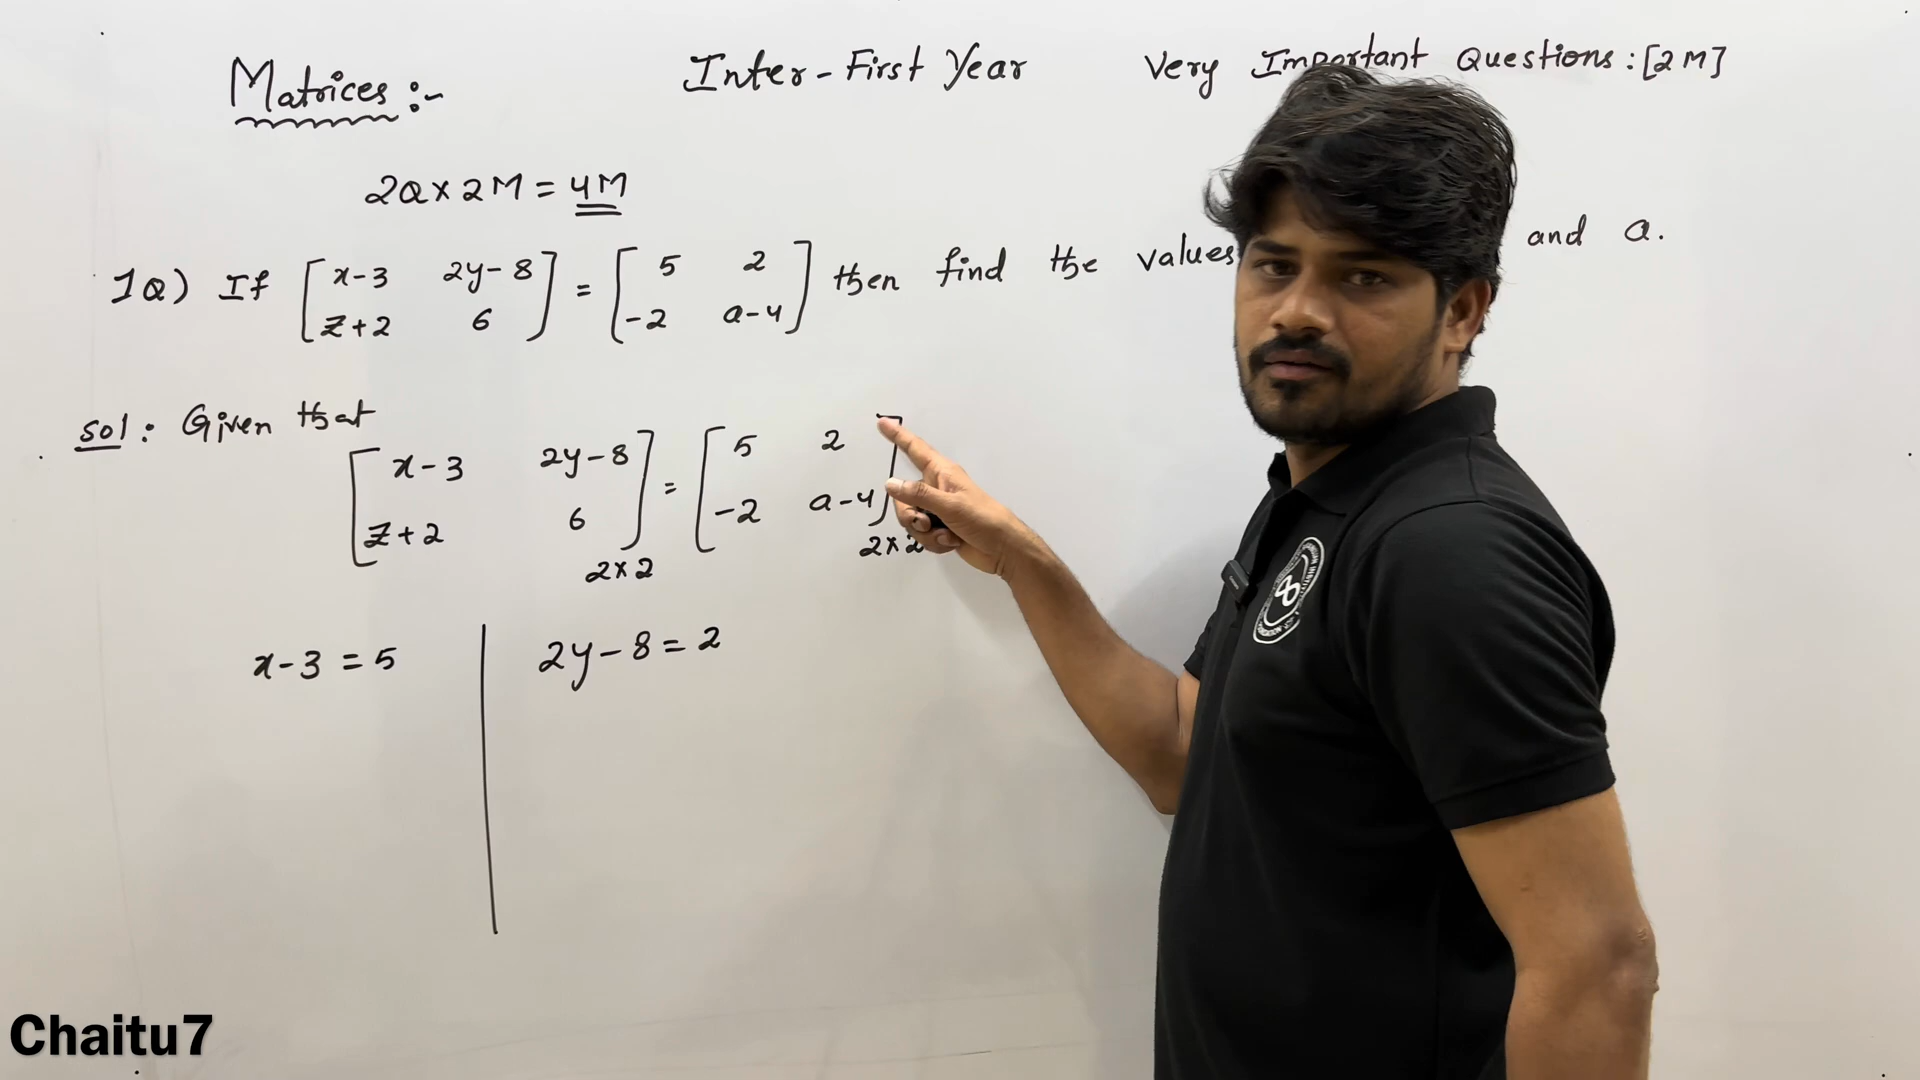 Matrices :-
Inter-First Year
Very Important Questions : [2M]
2Q x 2M = 4M
1Q) If [x-3 2y-8 = [5 2 then find the values and a.
z+2 6] -2 a-4]
Sol : Given that
[x-3 2y-8 = [5 2
z+2 6] -2 a-4]
2x2 2x2
x-3 = 5 | 2y-8 = 2
Chaitu7